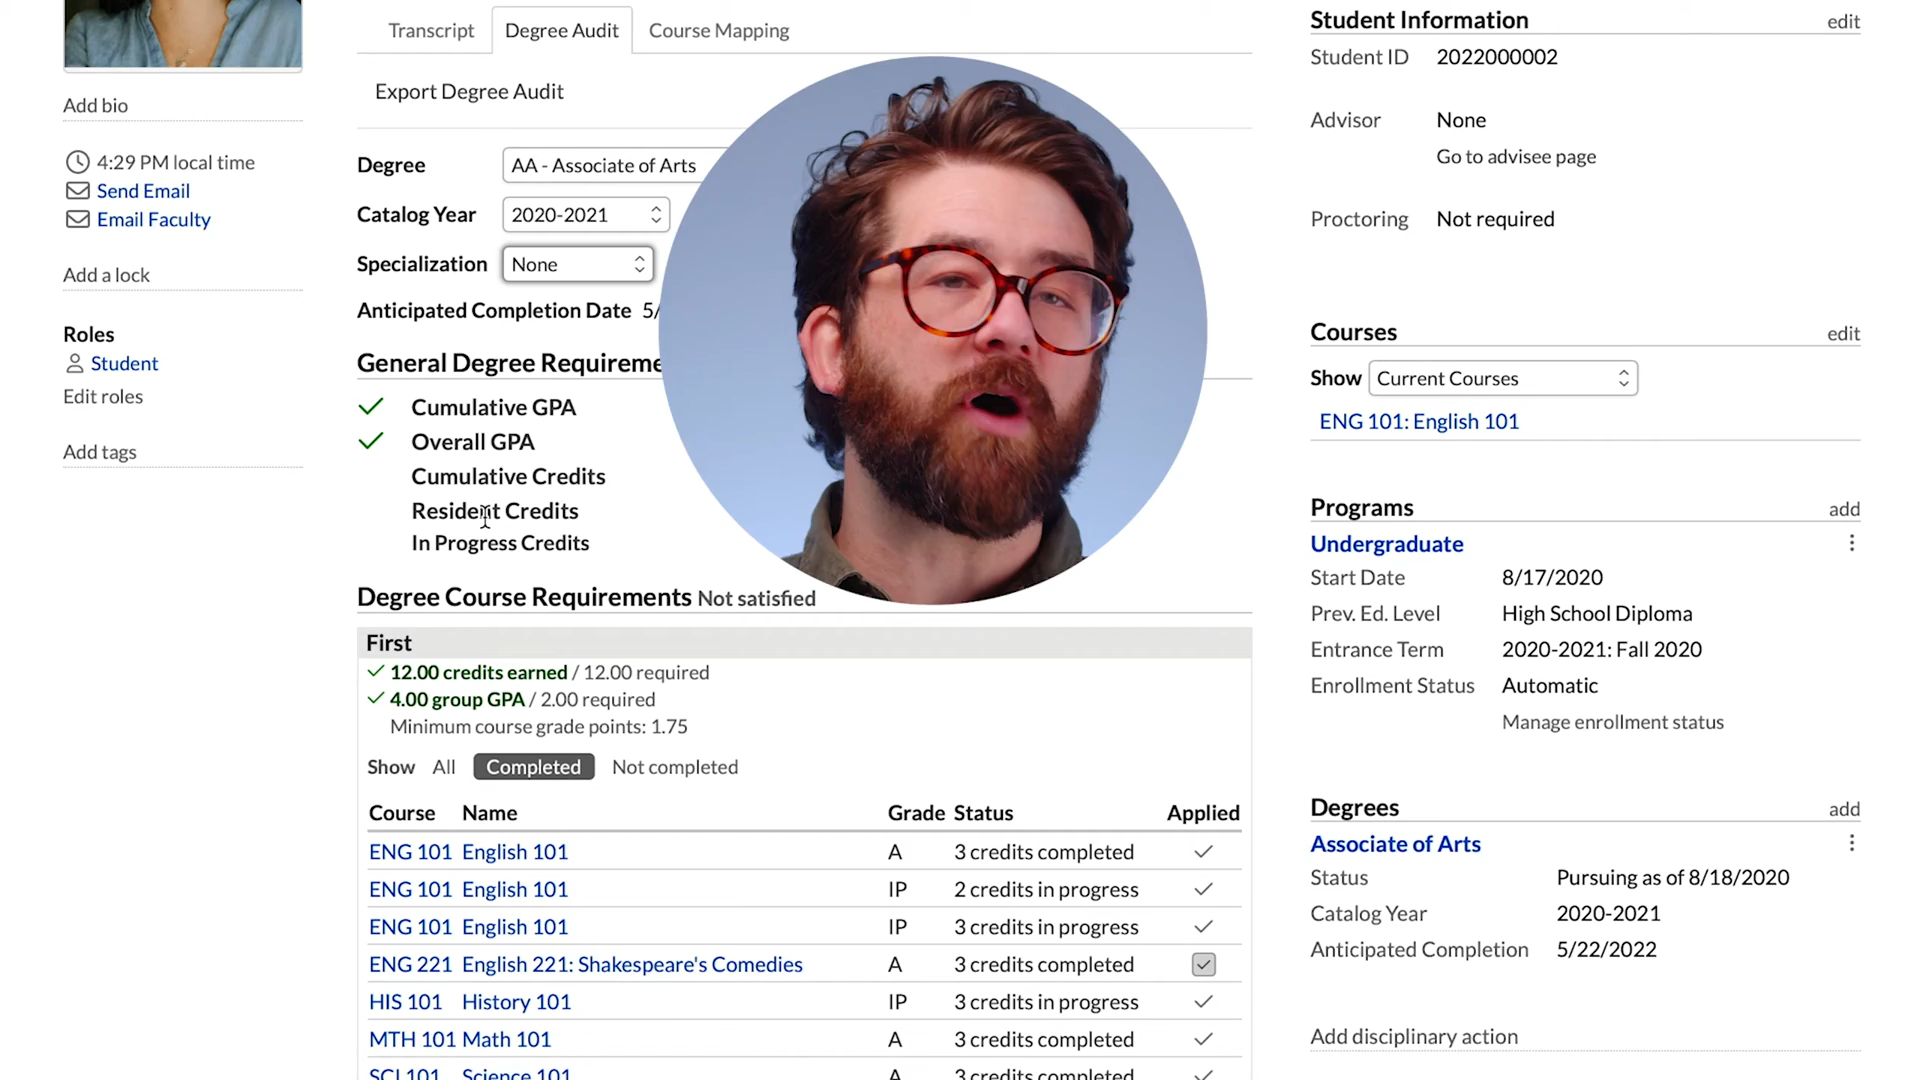 Transcript
Degree Audit
Course Mapping
Export Degree Audit
Degree
AA - Associate of Arts
Catalog Year
2020-2021
Specialization
None
Anticipated Completion Date 5/
General Degree Requireme
Cumulative GPA
Overall GPA
Cumulative Credits
Resident Credits
In Progress Credits
Degree Course Requirements Not satisfied
First
12.00 credits earned / 12.00 required
4.00 group GPA / 2.00 required
Minimum course grade points: 1.75
Show All Completed Not completed
Course Name Grade Status Applied
ENG 101 English 101 A 3 credits completed
ENG 101 English 101 IP 2 credits in progress
ENG 101 English 101 IP 3 credits in progress
ENG 221 English 221: Shakespeare's Comedies A 3 credits completed
HIS 101 History 101 IP 3 credits in progress
MTH 101 Math 101 A 3 credits completed
SCI 101 Science 101 A 3 credits completed
Add bio
4:29 PM local time
Send Email
Email Faculty
Add a lock
Roles
Student
Edit roles
Add tags
Student Information edit
Student ID 2022000002
Advisor None
Go to advisee page
Proctoring Not required
Courses edit
Show Current Courses
ENG 101: English 101
Programs add
Undergraduate
Start Date 8/17/2020
Prev. Ed. Level High School Diploma
Entrance Term 2020-2021: Fall 2020
Enrollment Status Automatic
Manage enrollment status
Degrees add
Associate of Arts
Status Pursuing as of 8/18/2020
Catalog Year 2020-2021
Anticipated Completion 5/22/2022
Add disciplinary action